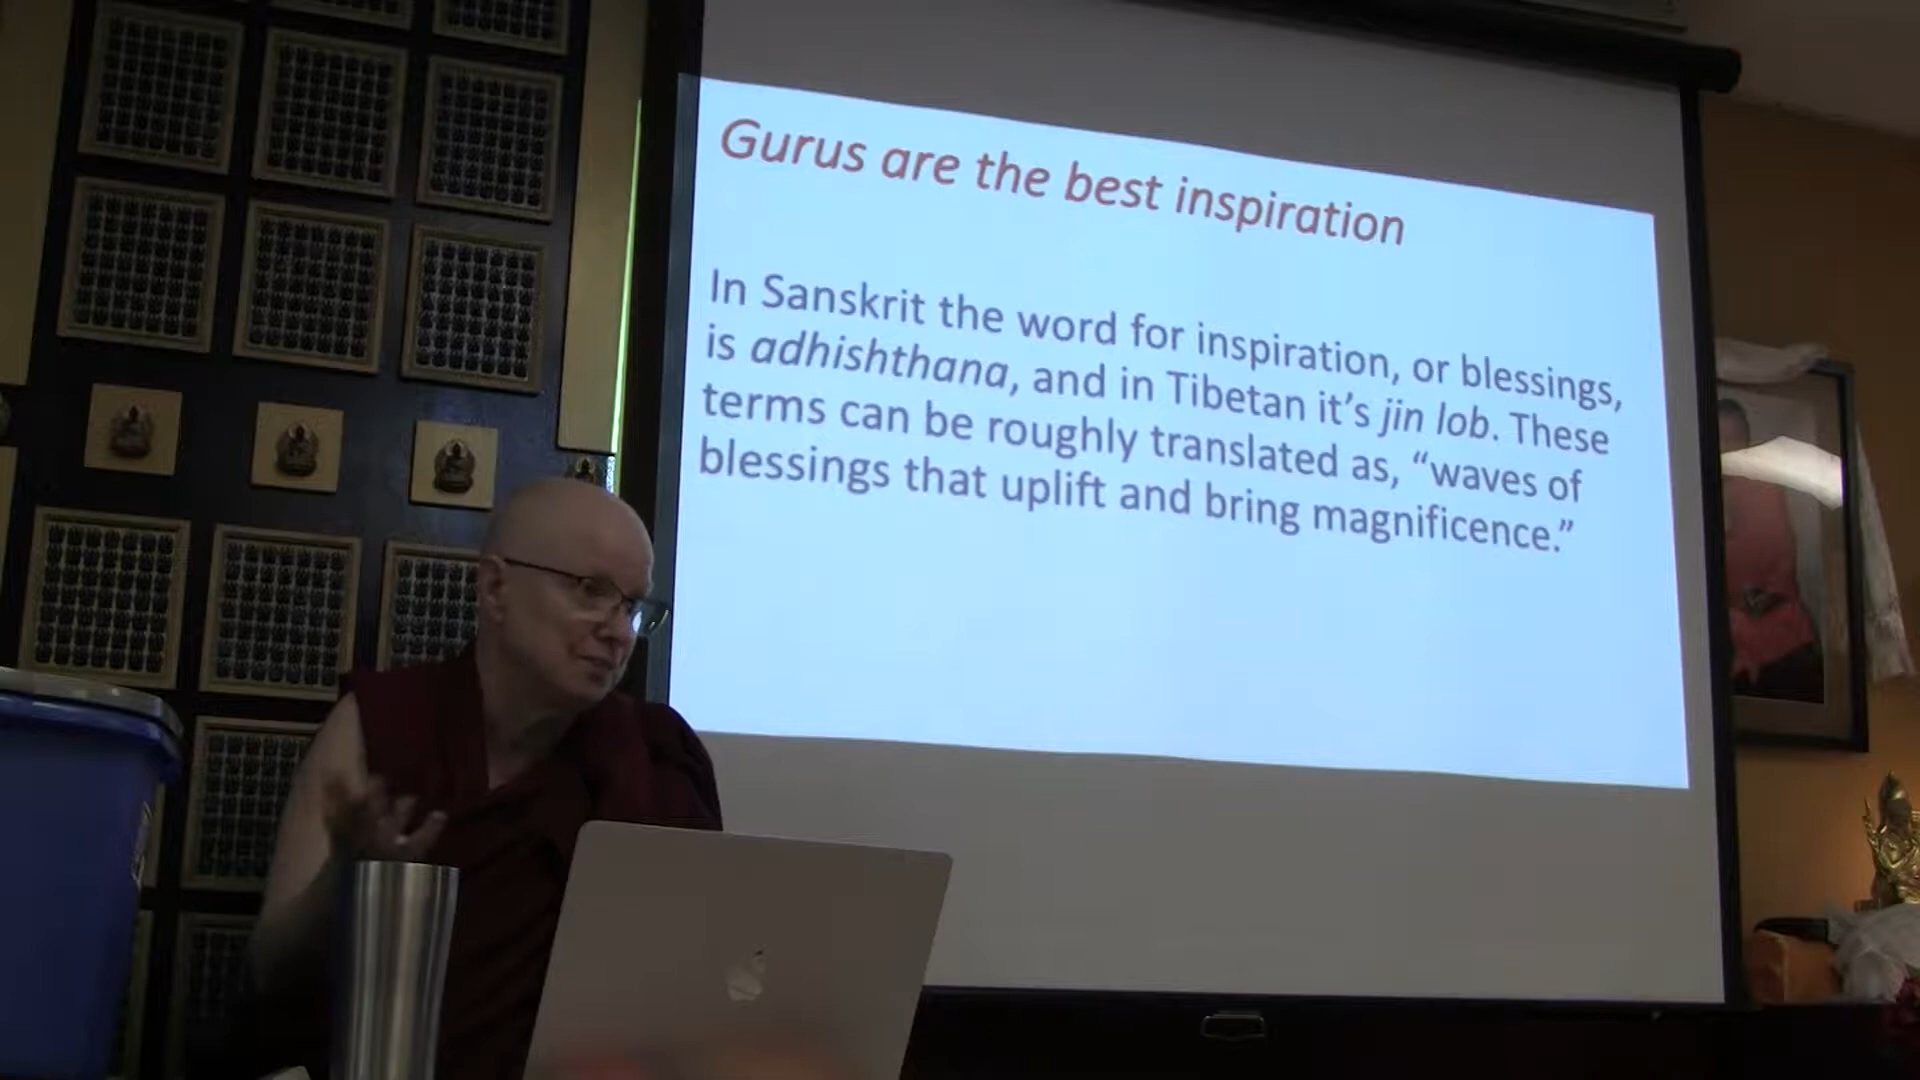 Gurus are the best inspiration
In Sanskrit the word for inspiration, or blessings,
is adhishthana, and in Tibetan it’s jin lob. These
terms can be roughly translated as, “waves of
blessings that uplift and bring magnificence.”